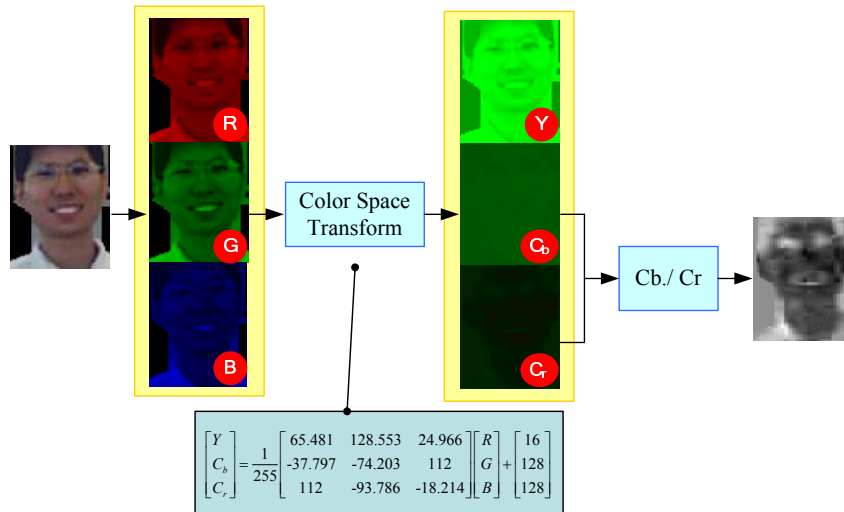 R
G
B
Color Space
Transform
Y
Cb
Cr
Cb./ Cr
[Y] = 1/255 [65.481 128.553 24.966] [R] + [16]
[Cb] [-37.797 -74.203 112] [G] [128]
[Cr] [112 -93.786 -18.214] [B] [128]